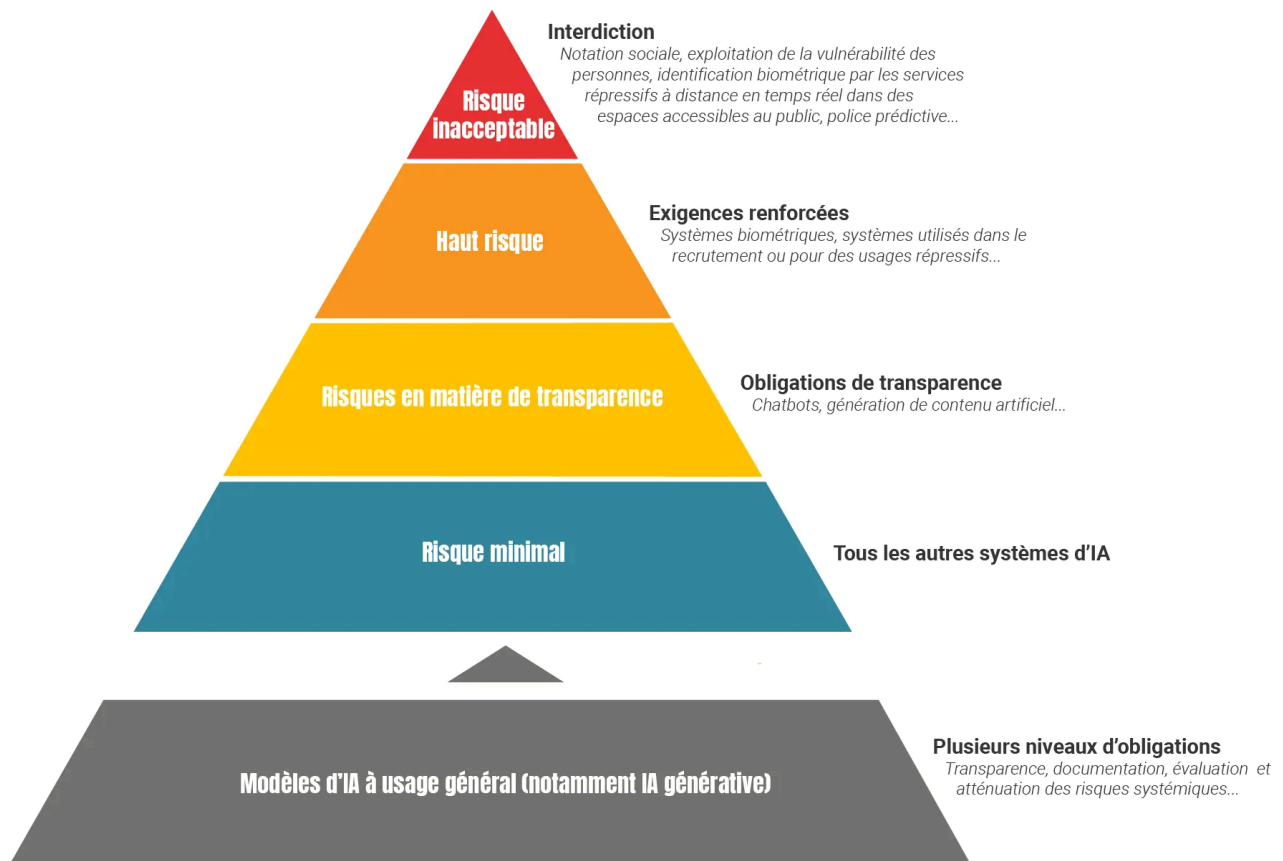 Interdiction
Notation sociale, exploitation de la vulnérabilité des
personnes, identification biométrique par les services
répressifs à distance en temps réel dans des
espaces accessibles au public, police prédictive...
Risque
inacceptable
Exigences renforcées
Systèmes biométriques, systèmes utilisés dans le
recrutement ou pour des usages répressifs...
Haut risque
Obligations de transparence
Chatbots, génération de contenu artificiel...
Risques en matière de transparence
Risque minimal
Tous les autres systèmes d’IA
Plusieurs niveaux d’obligations
Transparence, documentation, évaluation et
atténuation des risques systémiques...
Modèles d’IA à usage général (notamment IA générative)